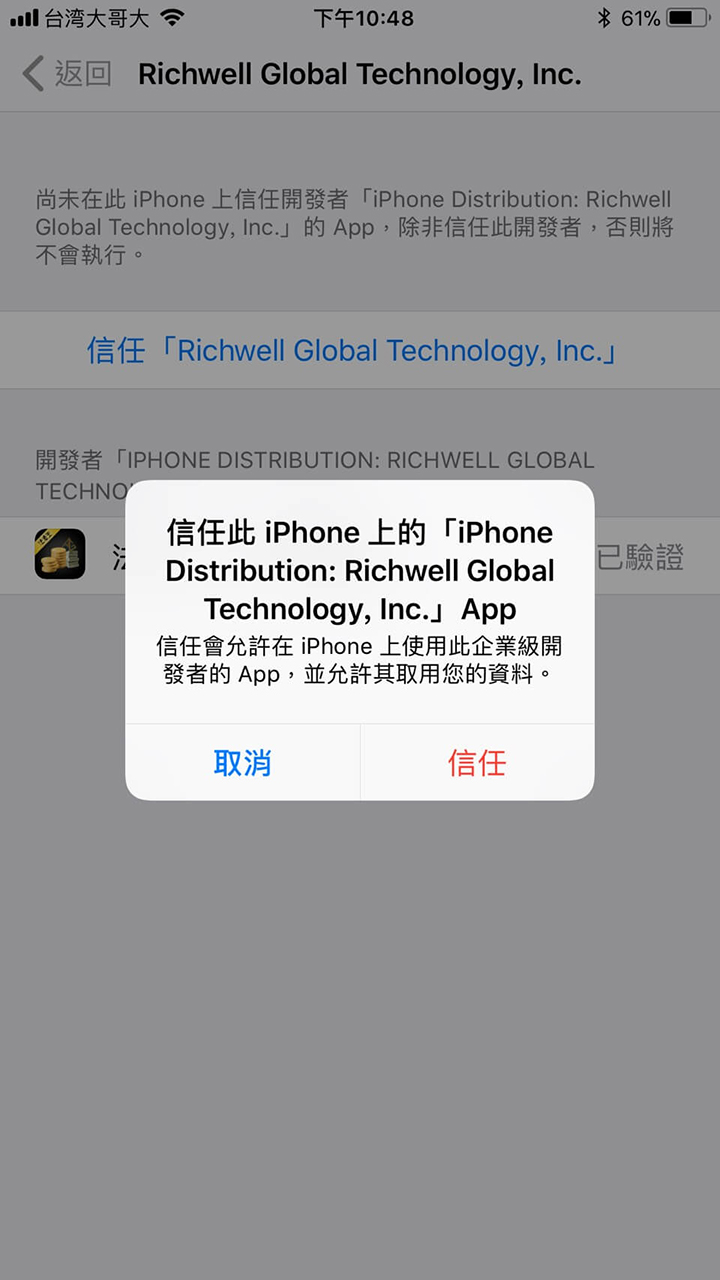 台湾大哥大 下午10:48 61%
返回 Richwell Global Technology, Inc.
尚未在此 iPhone 上信任開發者「iPhone Distribution: Richwell
Global Technology, Inc.」的 App，除非信任此開發者，否則將
不會執行。
信任「Richwell Global Technology, Inc.」
開發者「IPHONE DISTRIBUTION: RICHWELL GLOBAL
TECHNO
已驗證
信任此 iPhone 上的「iPhone
Distribution: Richwell Global
Technology, Inc.」App
信任會允許在 iPhone 上使用此企業級開
發者的 App，並允許其取用您的資料。
取消 信任